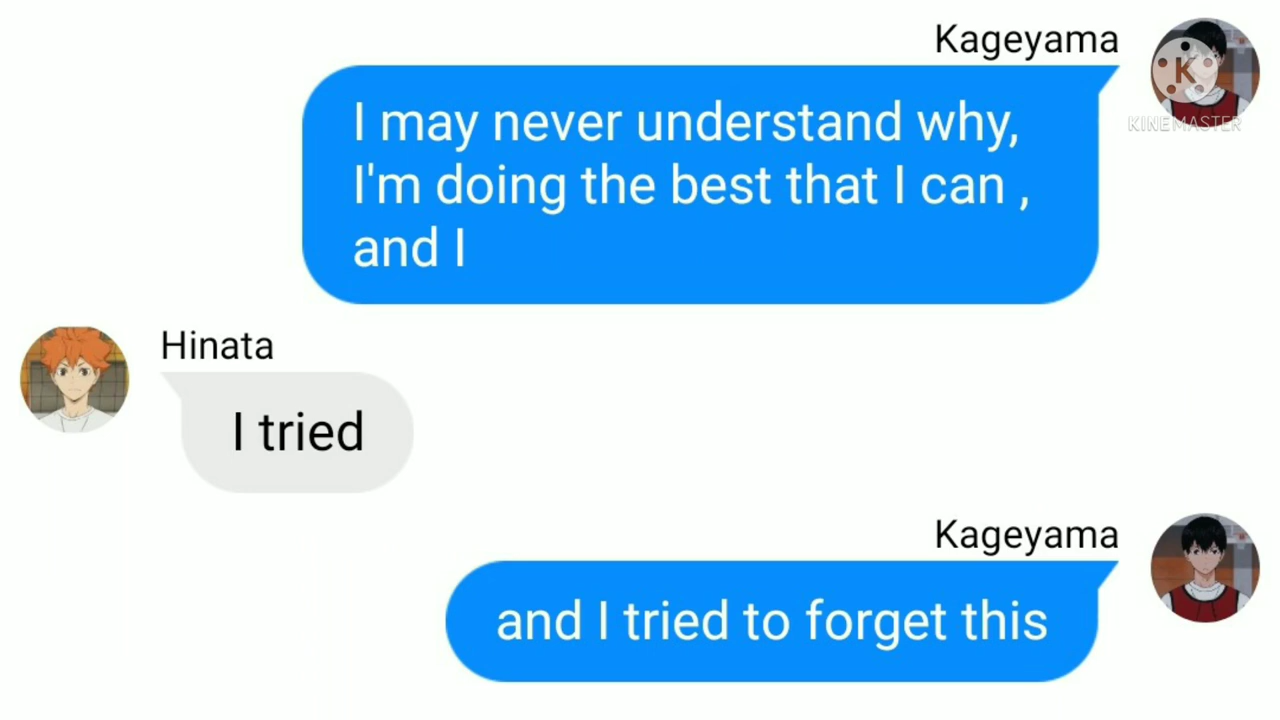 Kageyama
K
KINEMASTER
I may never understand why,
I'm doing the best that I can ,
and I
Hinata
I tried
Kageyama
and I tried to forget this